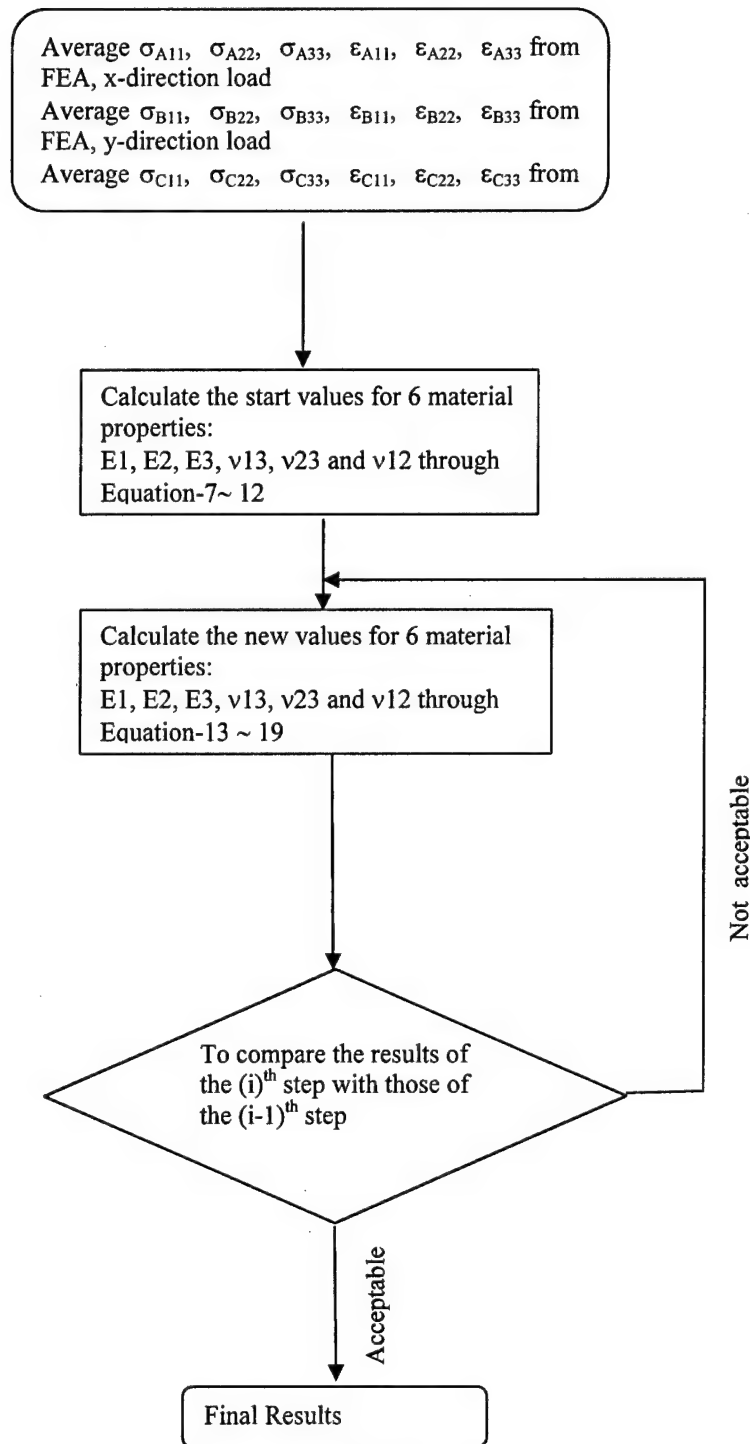 Average σA11, σA22, σA33, εA11, εA22, εA33 from
FEA, x-direction load
Average σB11, σB22, σB33, εB11, εB22, εB33 from
FEA, y-direction load
Average σC11, σC22, σC33, εC11, εC22, εC33 from
Calculate the start values for 6 material
properties:
E1, E2, E3, ν13, ν23 and ν12 through
Equation-7~ 12
Calculate the new values for 6 material
properties:
E1, E2, E3, ν13, ν23 and ν12 through
Equation-13 ~ 19
Not acceptable
To compare the results of
the (i)th step with those of
the (i-1)th step
Acceptable
Final Results